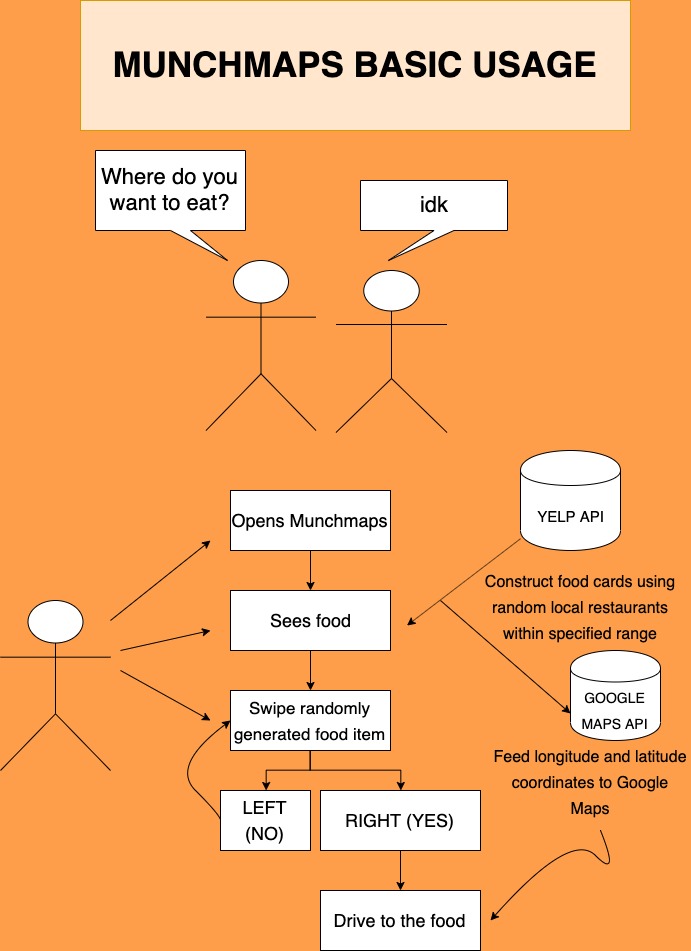 MUNCHMAPS BASIC USAGE
Where do you
want to eat?
idk
Opens Munchmaps
YELP API
Sees food
Construct food cards using
random local restaurants
within specified range
Swipe randomly
generated food item
GOOGLE
MAPS API
Feed longitude and latitude
coordinates to Google
Maps
LEFT
(NO)
RIGHT (YES)
Drive to the food